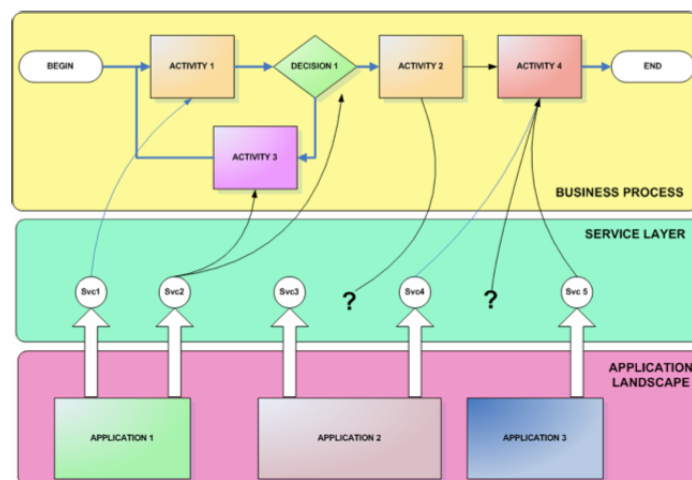 BEGIN
ACTIVITY 1
DECISION 1
ACTIVITY 2
ACTIVITY 4
END
ACTIVITY 3
BUSINESS PROCESS
SERVICE LAYER
Svc1
Svc2
Svc3
?
Svc4
?
Svc 5
APPLICATION
LANDSCAPE
APPLICATION 1
APPLICATION 2
APPLICATION 3